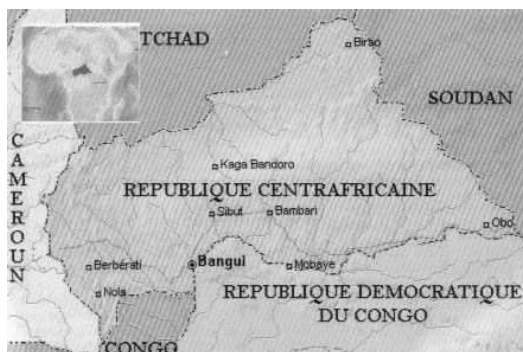 TCHAD
Birao
SOUDAN
CAMEROUN
Kaga Bandoro
REPUBLIQUE CENTRAFRICAINE
Sibut
Bambari
Obo
Berbérati
Bangui
Mobaye
Nola
REPUBLIQUE DEMOCRATIQUE
DU CONGO
CONGO